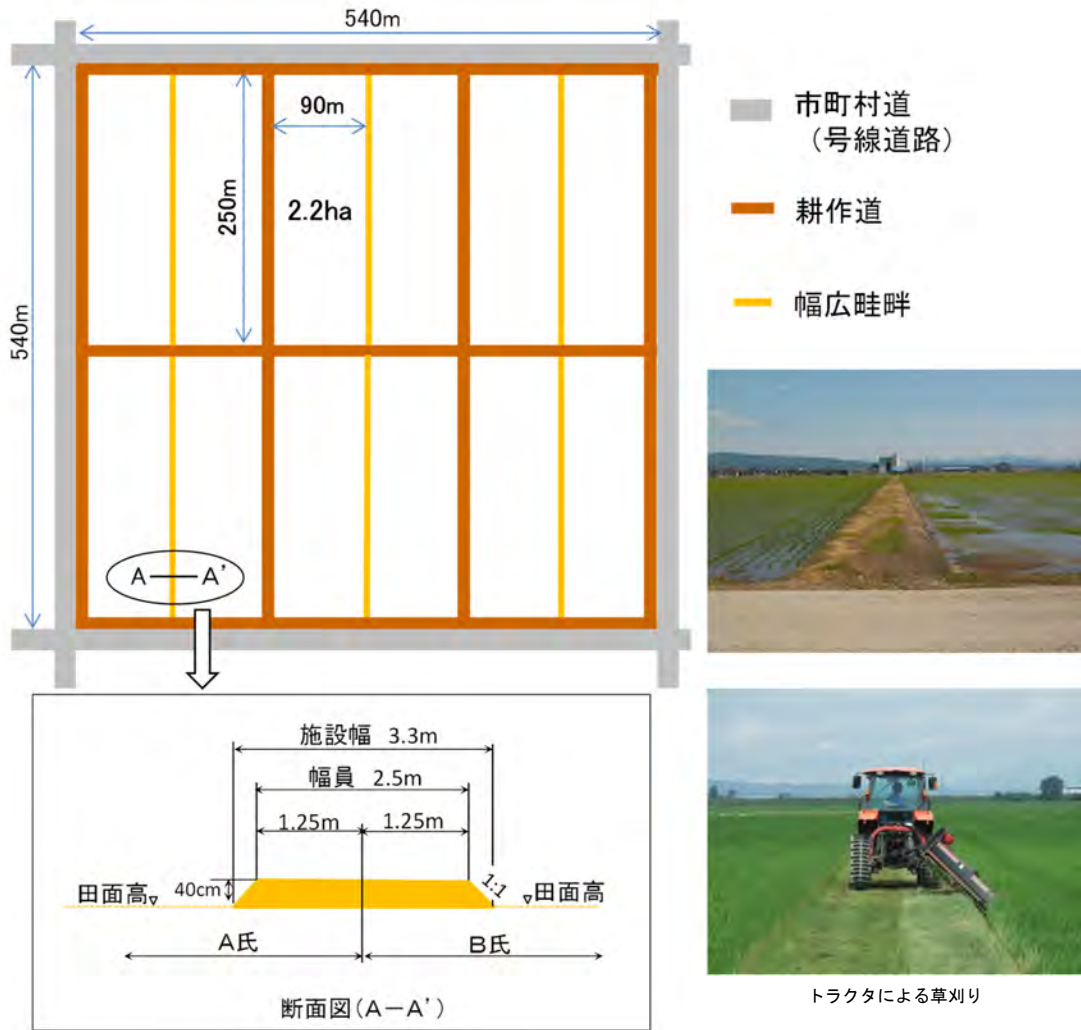 540m
540m
90m
250m
2.2ha
市町村道
（号線道路）
耕作道
幅広畦畔
A
A'
施設幅 3.3m
幅員 2.5m
1.25m
1.25m
40cm
1:1
田面高
田面高
A氏
B氏
断面図（A－A'）
トラクタによる草刈り